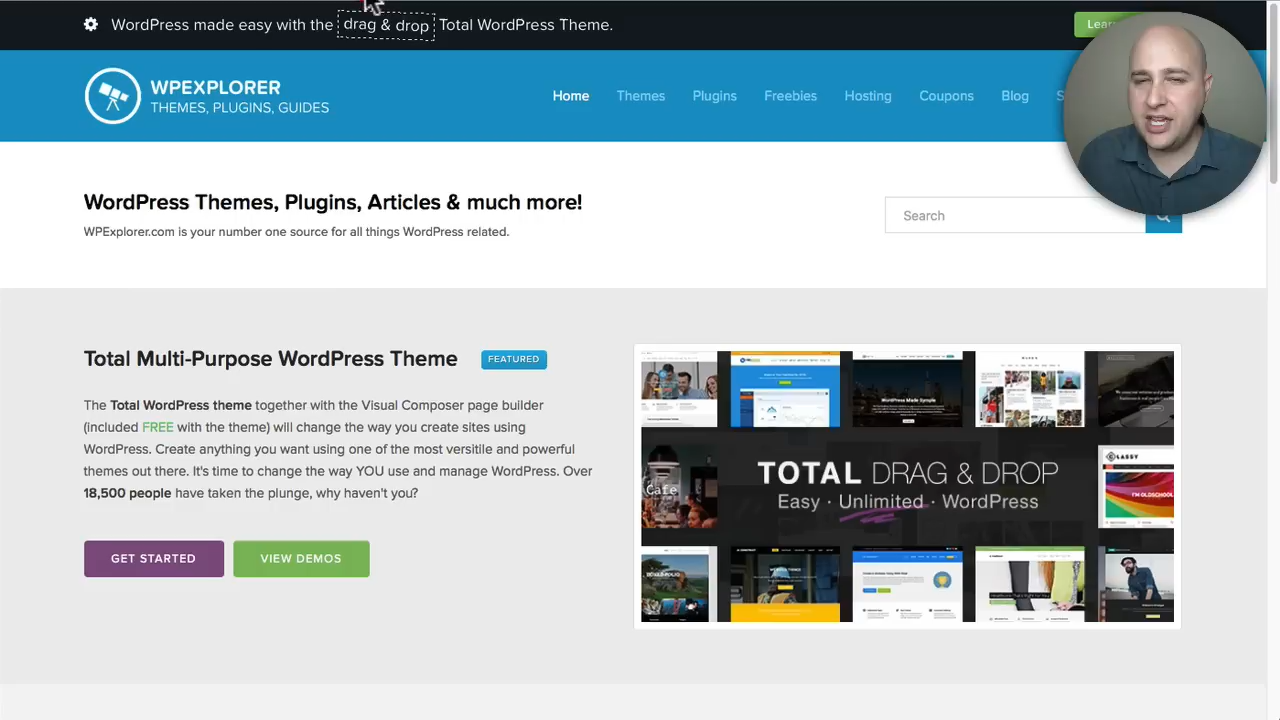 WordPress made easy with the drag & drop Total WordPress Theme.
WPEXPLORER
THEMES, PLUGINS, GUIDES
Home Themes Plugins Freebies Hosting Coupons Blog
WordPress Themes, Plugins, Articles & much more!
WPExplorer.com is your number one source for all things WordPress related.
Search
Total Multi-Purpose WordPress Theme FEATURED
The Total WordPress theme together with the Visual Composer page builder
(included FREE with the theme) will change the way you create sites using
WordPress. Create anything you want using one of the most versitile and powerful
themes out there. It's time to change the way YOU use and manage WordPress. Over
18,500 people have taken the plunge, why haven't you?
GET STARTED VIEW DEMOS
TOTAL DRAG & DROP
Easy · Unlimited · WordPress
Cafe
CLASSY
I'M OLDSCHOOL